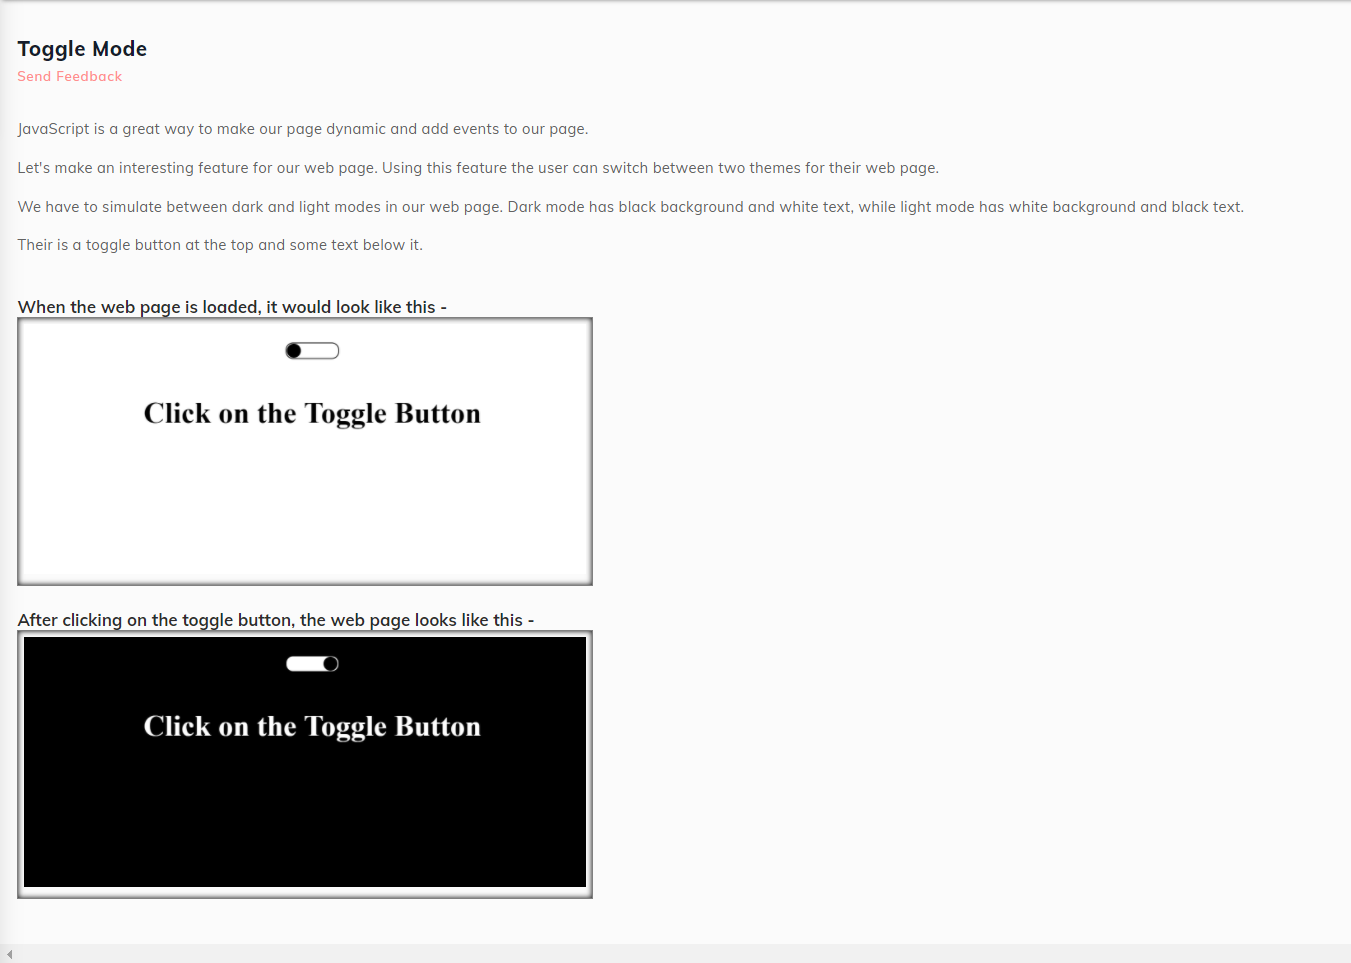 Toggle Mode
Send Feedback
JavaScript is a great way to make our page dynamic and add events to our page.
Let's make an interesting feature for our web page. Using this feature the user can switch between two themes for their web page.
We have to simulate between dark and light modes in our web page. Dark mode has black background and white text, while light mode has white background and black text.
Their is a toggle button at the top and some text below it.
When the web page is loaded, it would look like this -
Click on the Toggle Button
After clicking on the toggle button, the web page looks like this -
Click on the Toggle Button